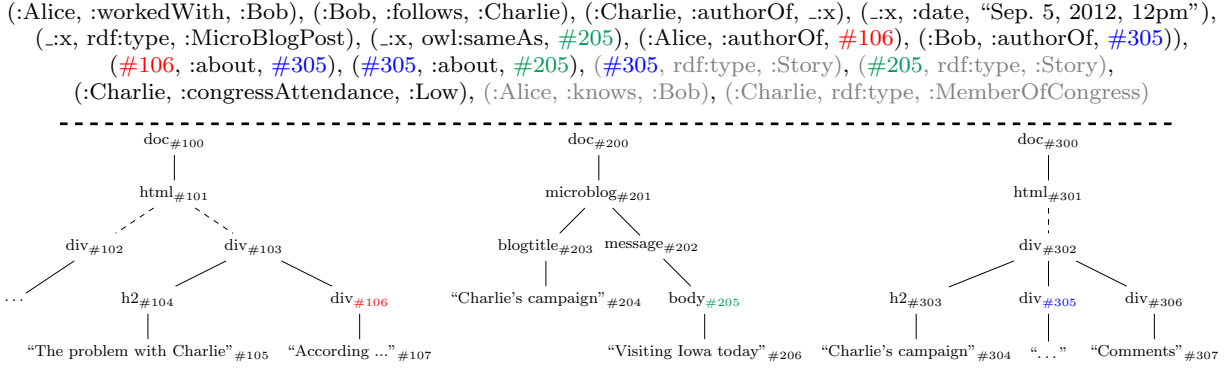 (:Alice, :workedWith, :Bob), (:Bob, :follows, :Charlie), (:Charlie, :authorOf, _:x), (_:x, :date, “Sep. 5, 2012, 12pm”),
(_:x, rdf:type, :MicroBlogPost), (_:x, owl:sameAs, #205), (:Alice, :authorOf, #106), (:Bob, :authorOf, #305)),
(#106, :about, #305), (#305, :about, #205), (#305, rdf:type, :Story), (#205, rdf:type, :Story),
(:Charlie, :congressAttendance, :Low), (:Alice, :knows, :Bob), (:Charlie, rdf:type, :MemberOfCongress)
doc#100 doc#200 doc#300
html#101 microblog#201 html#301
div#102 div#103 blogtitle#203 message#202 div#302
... h2#104 div#106 “Charlie’s campaign”#204 body#205 h2#303 div#305 div#306
“The problem with Charlie”#105 “According ...”#107 “Visiting Iowa today”#206 “Charlie’s campaign”#304 “...” “Comments”#307